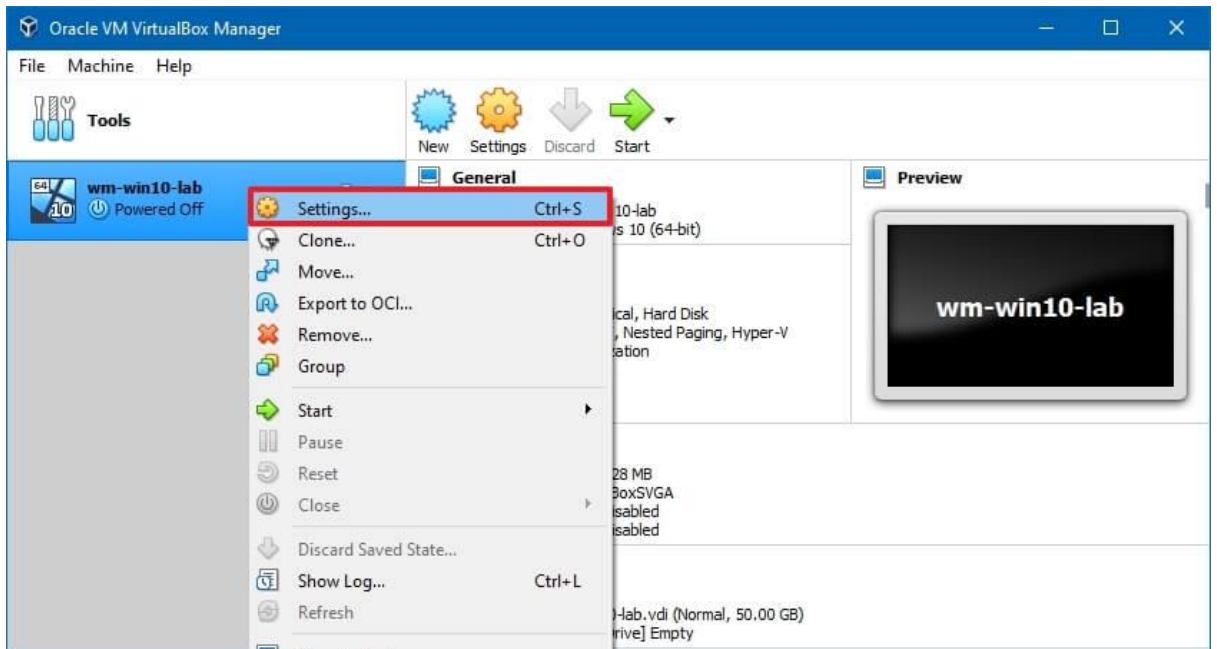 Oracle VM VirtualBox Manager
File Machine Help
Tools
New Settings Discard Start
64
10
wm-win10-lab
Powered Off
General
Preview
Settings... Ctrl+S
Clone... Ctrl+O
Move...
Export to OCI...
Remove...
Group
Start
Pause
Reset
Close
Discard Saved State...
Show Log... Ctrl+L
Refresh
10-lab
10 (64-bit)
ical, Hard Disk
, Nested Paging, Hyper-V
zation
28 MB
BoxSVGA
isabled
isabled
-lab.vdi (Normal, 50.00 GB)
rive] Empty
wm-win10-lab